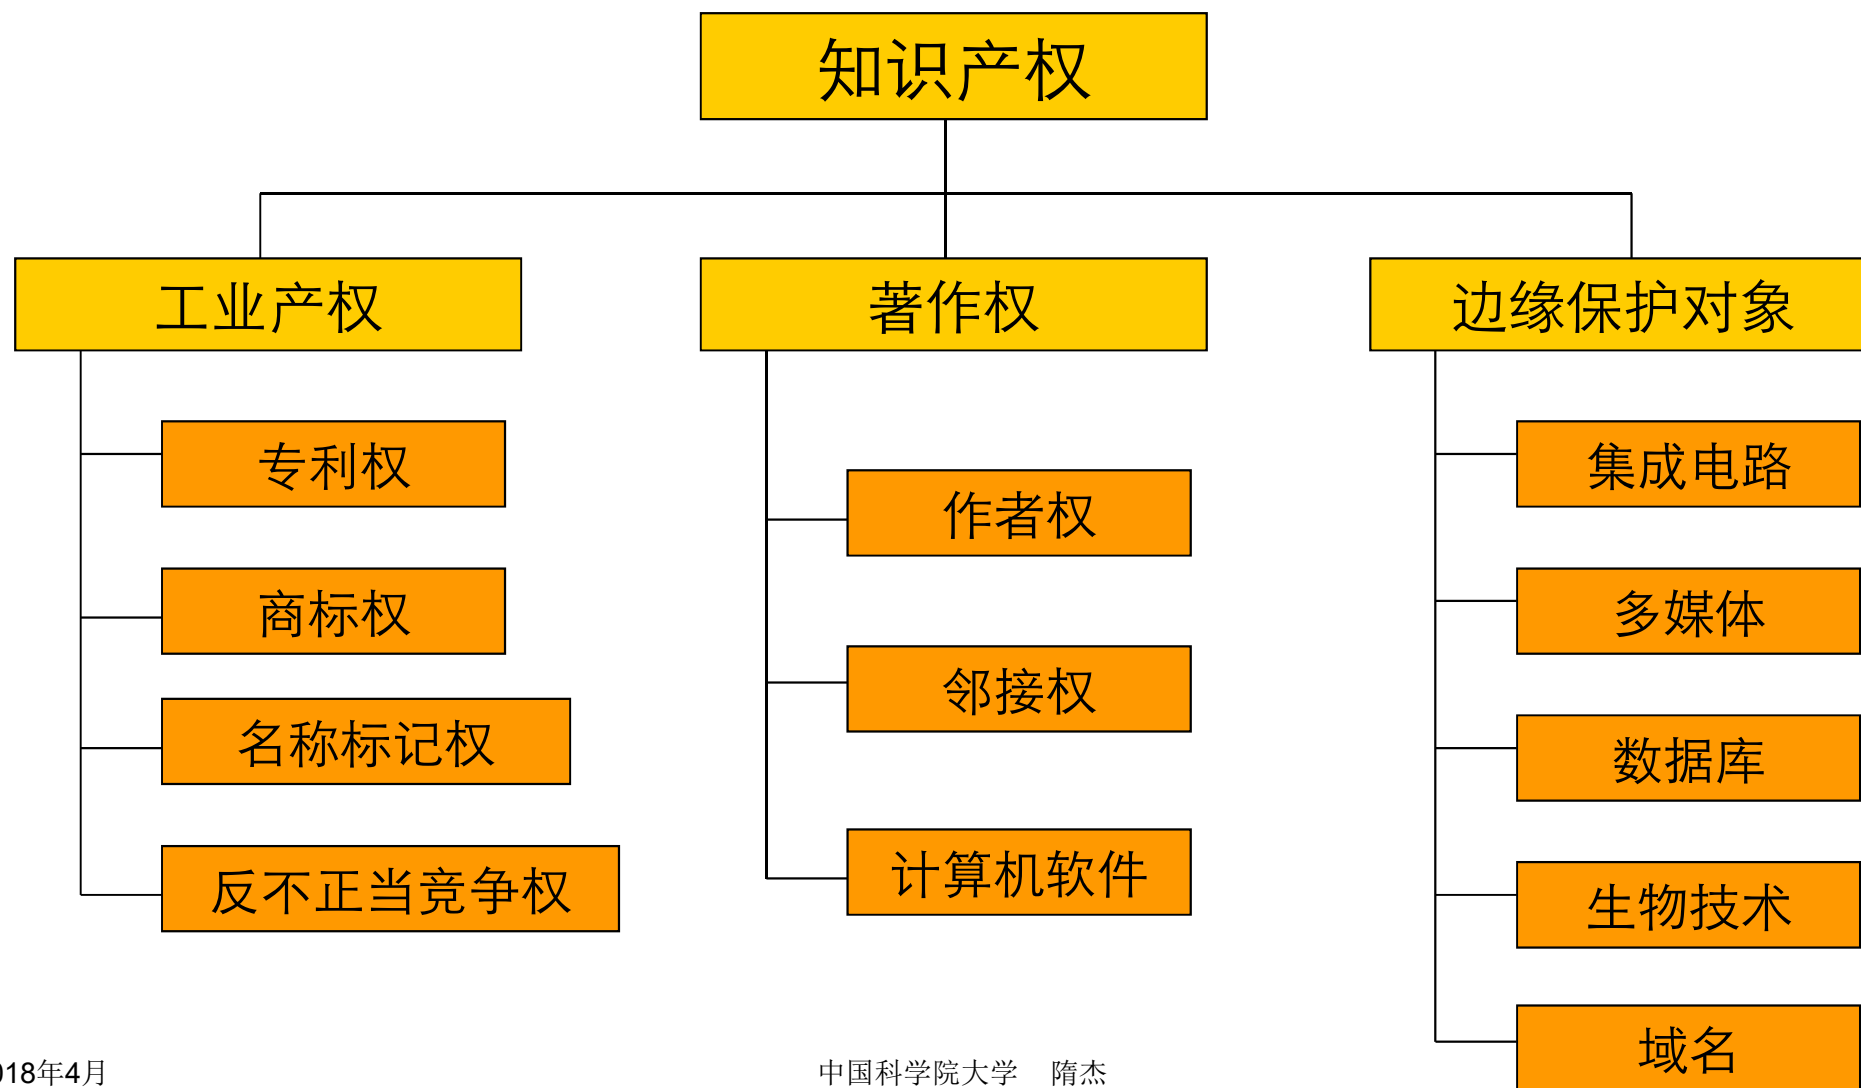 知识产权
工业产权
著作权
边缘保护对象
专利权
商标权
名称标记权
反不正当竞争权
作者权
邻接权
计算机软件
集成电路
多媒体
数据库
生物技术
域名
018年4月
中国科学院大学 隋杰